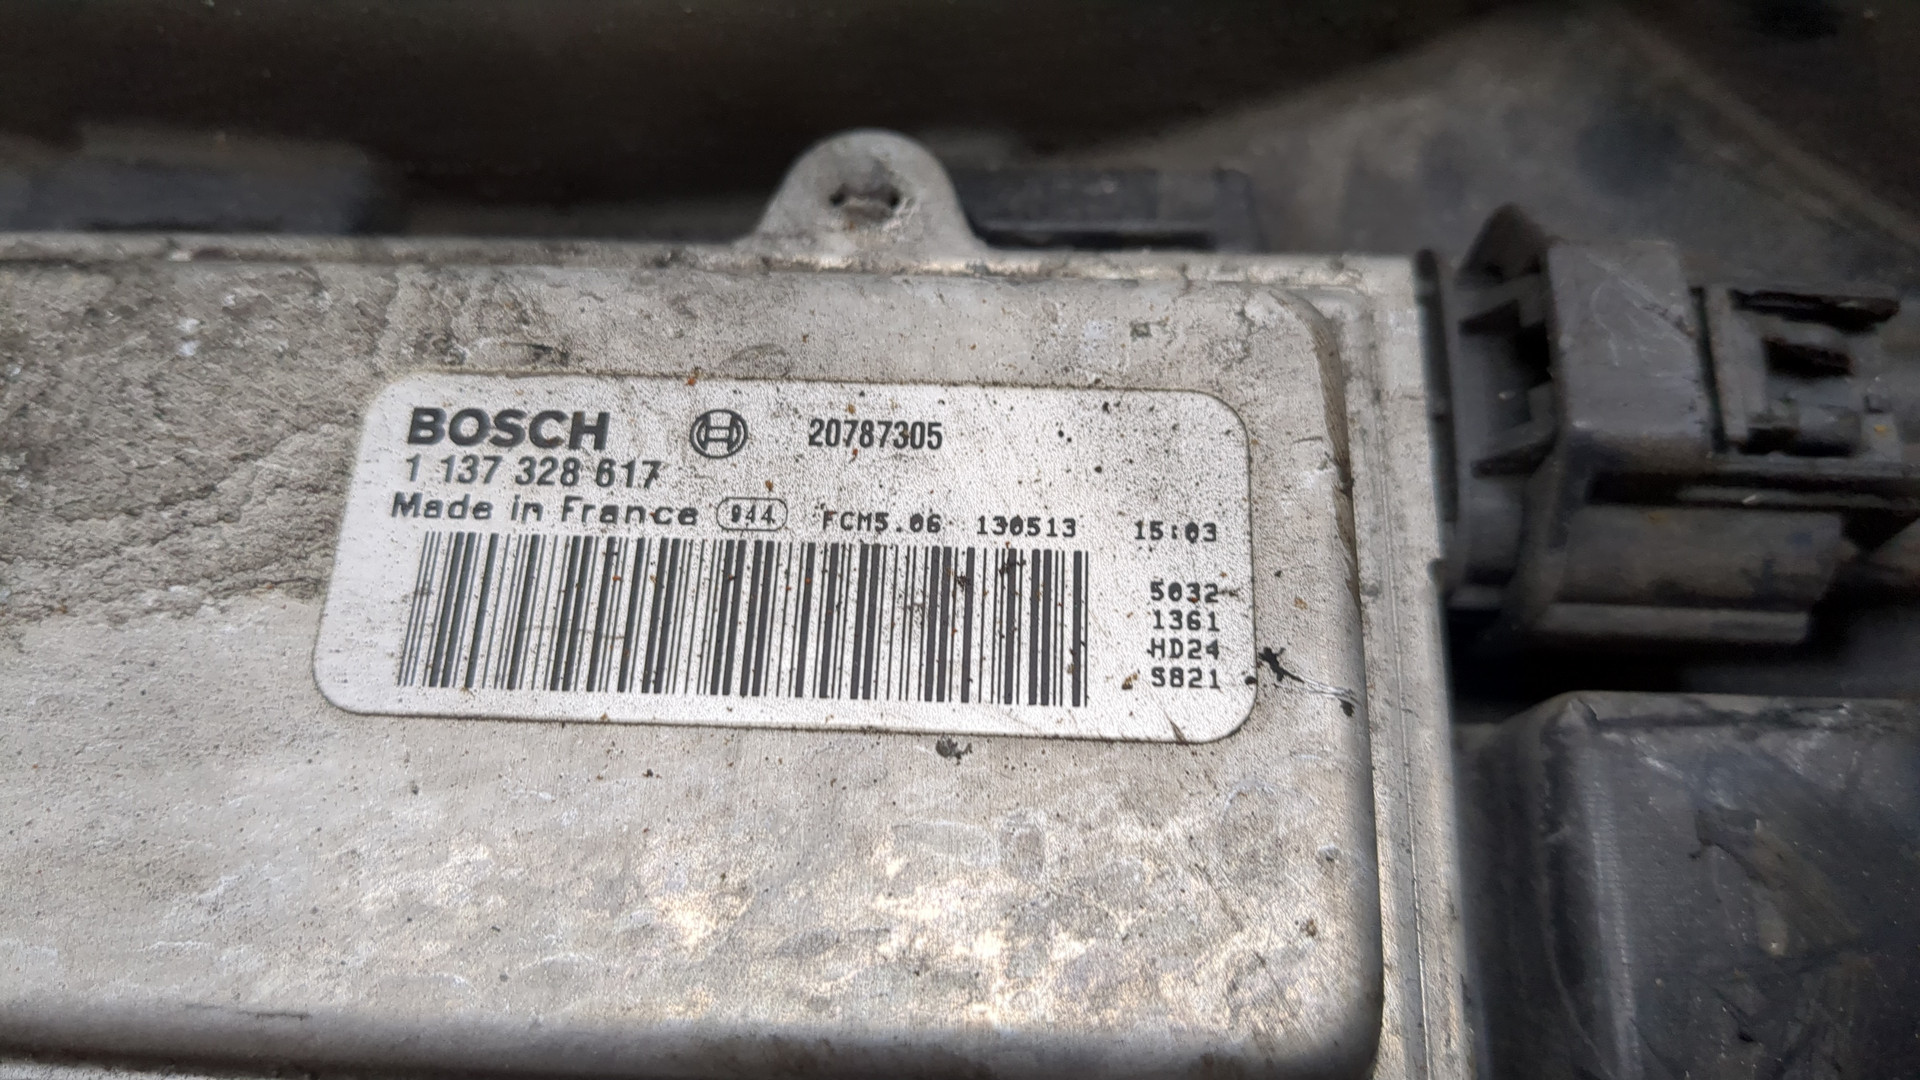 BOSCH 20787305
1 137 328 617
Made in France 944 FCM5.06 130513 15:03
5032
1361
HD24
S821